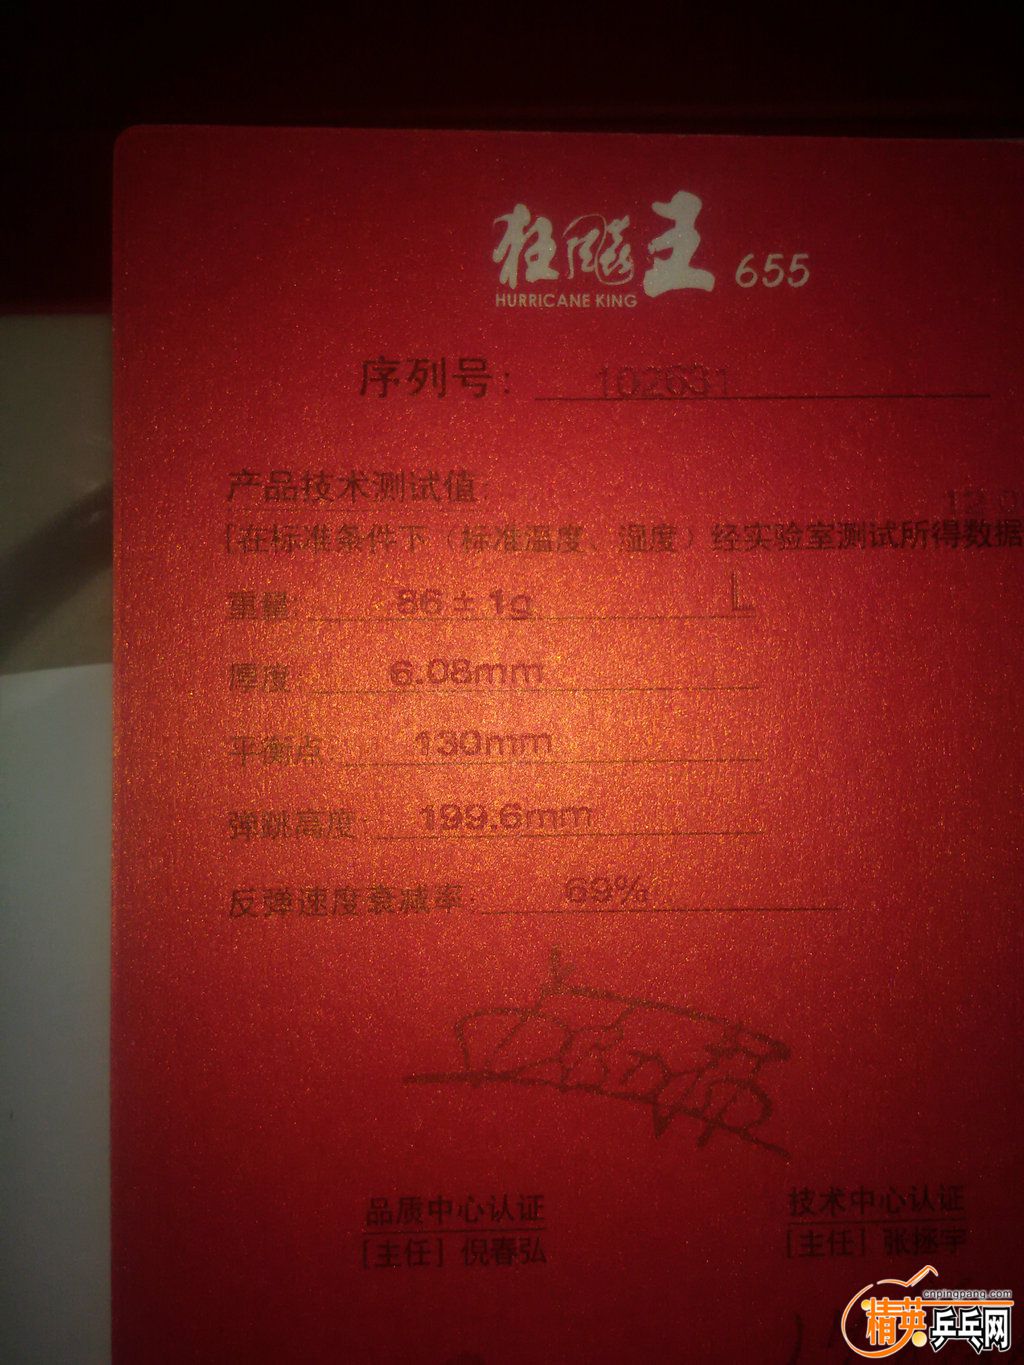 狂飚王 655
HURRICANE KING
序列号: 102631
产品技术测试值:
[在标准条件下（标准温度、湿度）经实验室测试所得数据
重量: 86±1g L
厚度: 6.08mm
平衡点: 130mm
弹跳高度: 199.6mm
反弹速度衰减率: 69%
品质中心认证 技术中心认证
[主任] 倪春弘 [主任] 张拯宇
cnpingpang.com
精英乒乓网